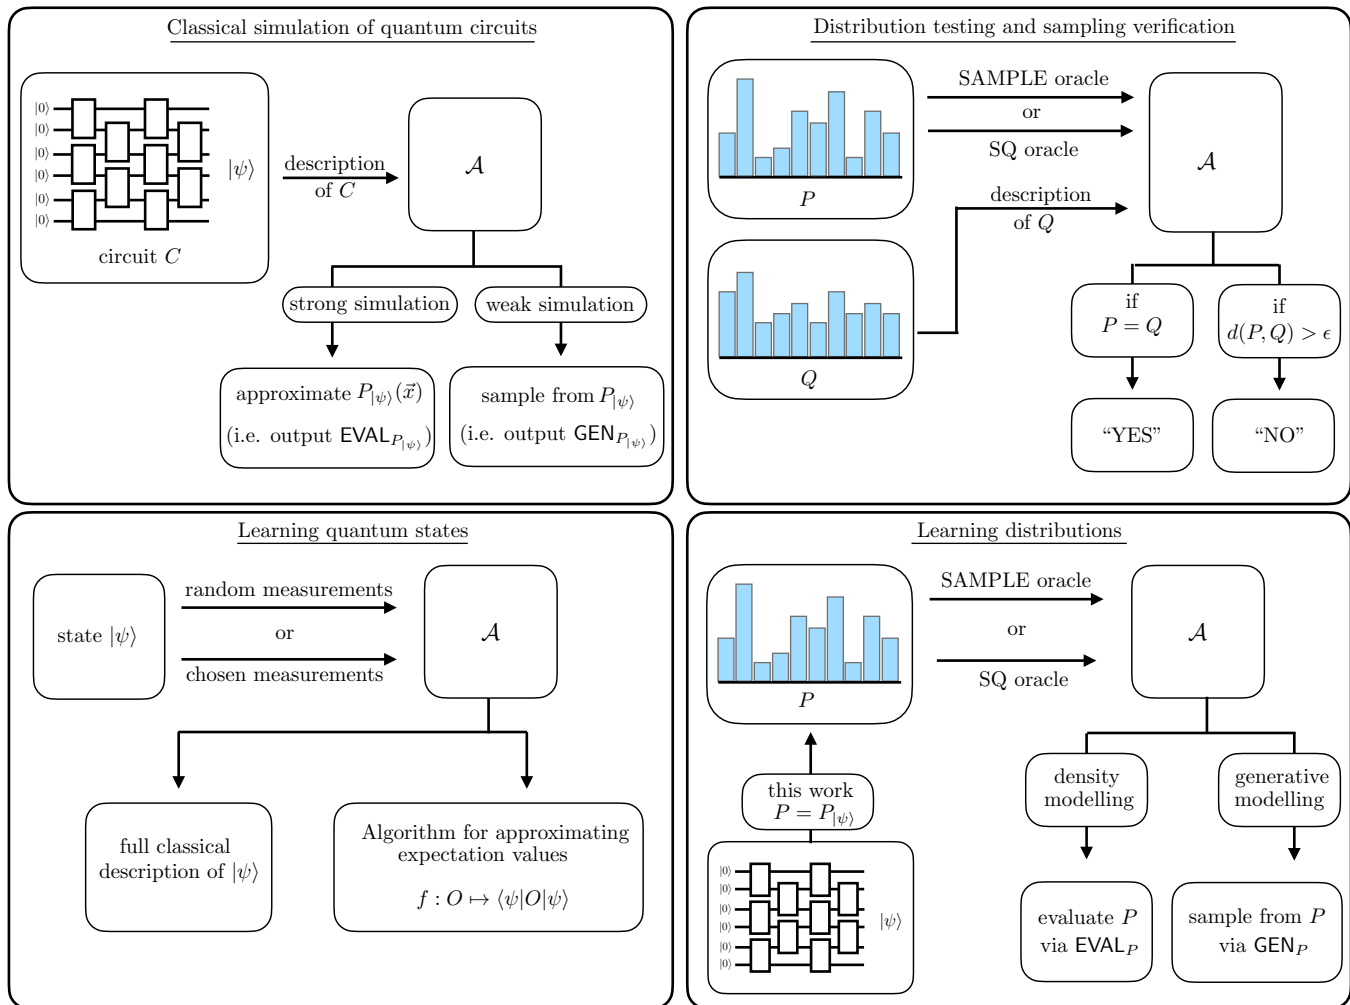 Classical simulation of quantum circuits
|0⟩
|0⟩
|0⟩
|0⟩
|0⟩
|0⟩
|ψ⟩
circuit C
description
of C
𝒜
strong simulation
weak simulation
approximate P_{|ψ⟩}(x⃗)
(i.e. output EVAL_{P_{|ψ⟩}})
sample from P_{|ψ⟩}
(i.e. output GEN_{P_{|ψ⟩}})
Distribution testing and sampling verification
P
SAMPLE oracle
or
SQ oracle
𝒜
Q
description
of Q
if
P = Q
if
d(P, Q) > ϵ
“YES”
“NO”
Learning quantum states
state |ψ⟩
random measurements
or
chosen measurements
𝒜
full classical
description of |ψ⟩
Algorithm for approximating
expectation values
f : O ↦ ⟨ψ|O|ψ⟩
Learning distributions
P
SAMPLE oracle
or
SQ oracle
𝒜
this work
P = P_{|ψ⟩}
|0⟩
|0⟩
|0⟩
|0⟩
|0⟩
|0⟩
|ψ⟩
density
modelling
generative
modelling
evaluate P
via EVAL_P
sample from P
via GEN_P